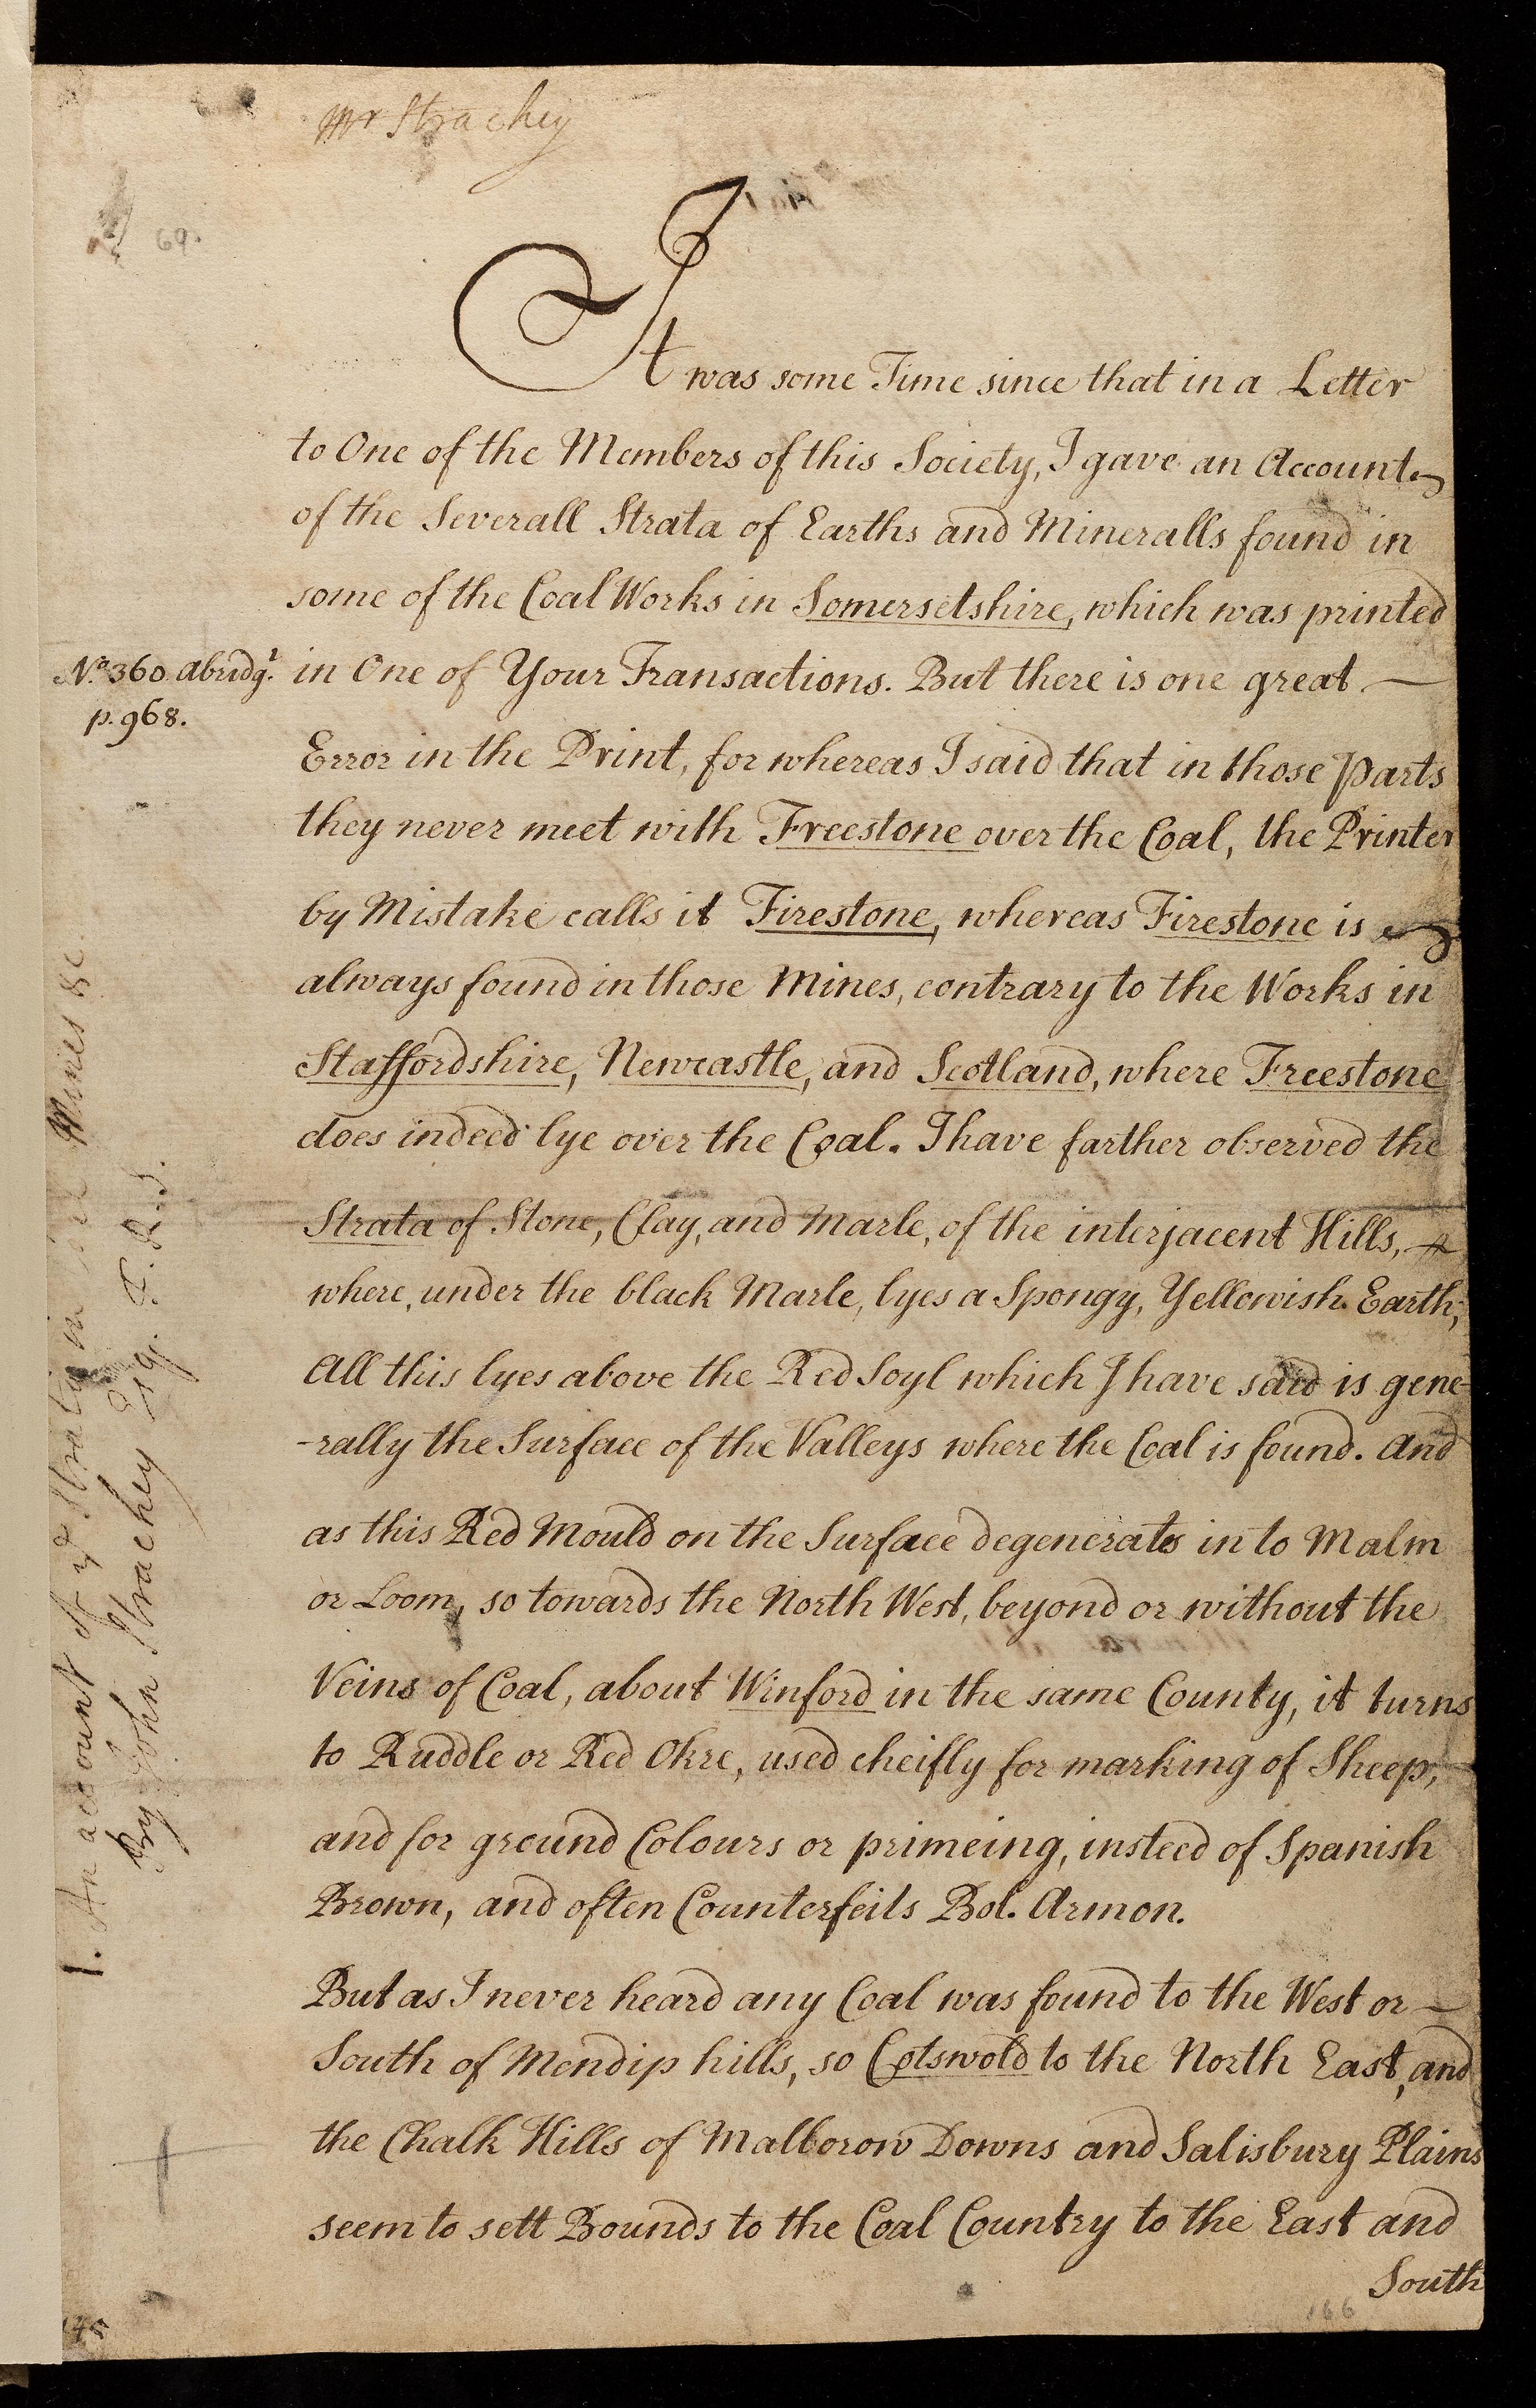 Mr Strachey
69.
It was some Time since that in a Letter
to One of the Members of this Society, I gave an Account
of the Severall Strata of Earths and Mineralls found in
some of the Coal Works in Somersetshire, which was printed
No. 360 abridgt.
p. 968.
in One of Your Transactions. But there is one great —
Error in the Print, for whereas I said that in those Parts
they never meet with Freestone over the Coal, the Printer
by Mistake calls it Firestone, whereas Firestone is
always found in those Mines, contrary to the Works in
Staffordshire, Newcastle, and Scotland, where Freestone
does indeed lye over the Coal. I have farther observed the
Strata of Stone, Clay, and Marle, of the interjacent Hills,
where, under the black Marle, lyes a Spongy, Yellowish Earth;
All this lyes above the Red Soyl which I have said is gene-
-rally the Surface of the Valleys where the Coal is found. And
as this Red Mould on the Surface degenerates in to Malm
or Loom, so towards the North West, beyond or without the
Veins of Coal, about Winford in the same County, it turns
to Ruddle or Red Okre, used cheifly for marking of Sheep,
and for ground Colours or primeing, insteed of Spanish
Brown, and often Counterfeits Bol. Armon.
But as I never heard any Coal was found to the West or —
South of Mendip hills, so Cotswold to the North East, and
the Chalk Hills of Malborow Downs and Salisbury Plains
seem to sett Bounds to the Coal Country to the East and
South
166
1. An account of ye Strata in Mines &c.
By John Strachey Esq. F.R.S.
145